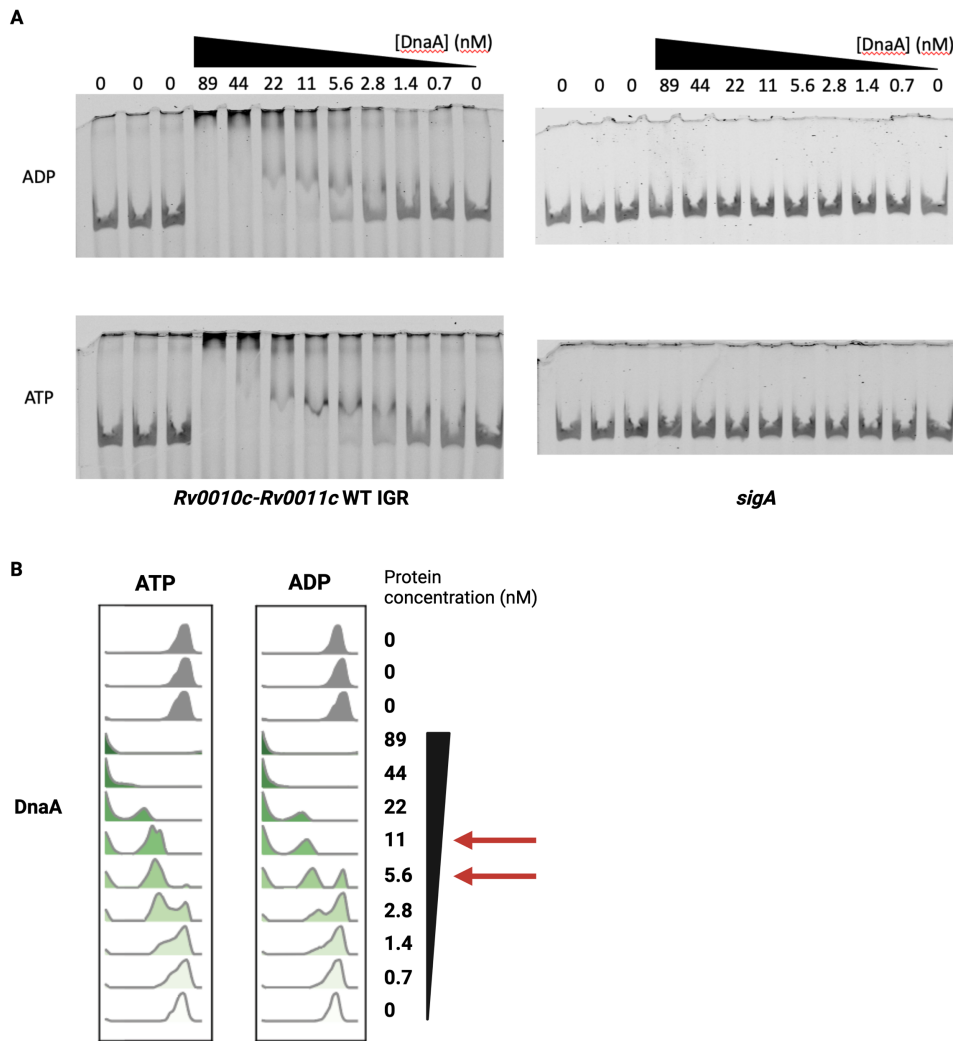 A
[DnaA] (nM)
0 0 0 89 44 22 11 5.6 2.8 1.4 0.7 0
[DnaA] (nM)
0 0 0 89 44 22 11 5.6 2.8 1.4 0.7 0
ADP
ATP
Rv0010c-Rv0011c WT IGR
sigA
B
ATP
ADP
Protein
concentration (nM)
0
0
0
89
44
DnaA
22
11
5.6
2.8
1.4
0.7
0